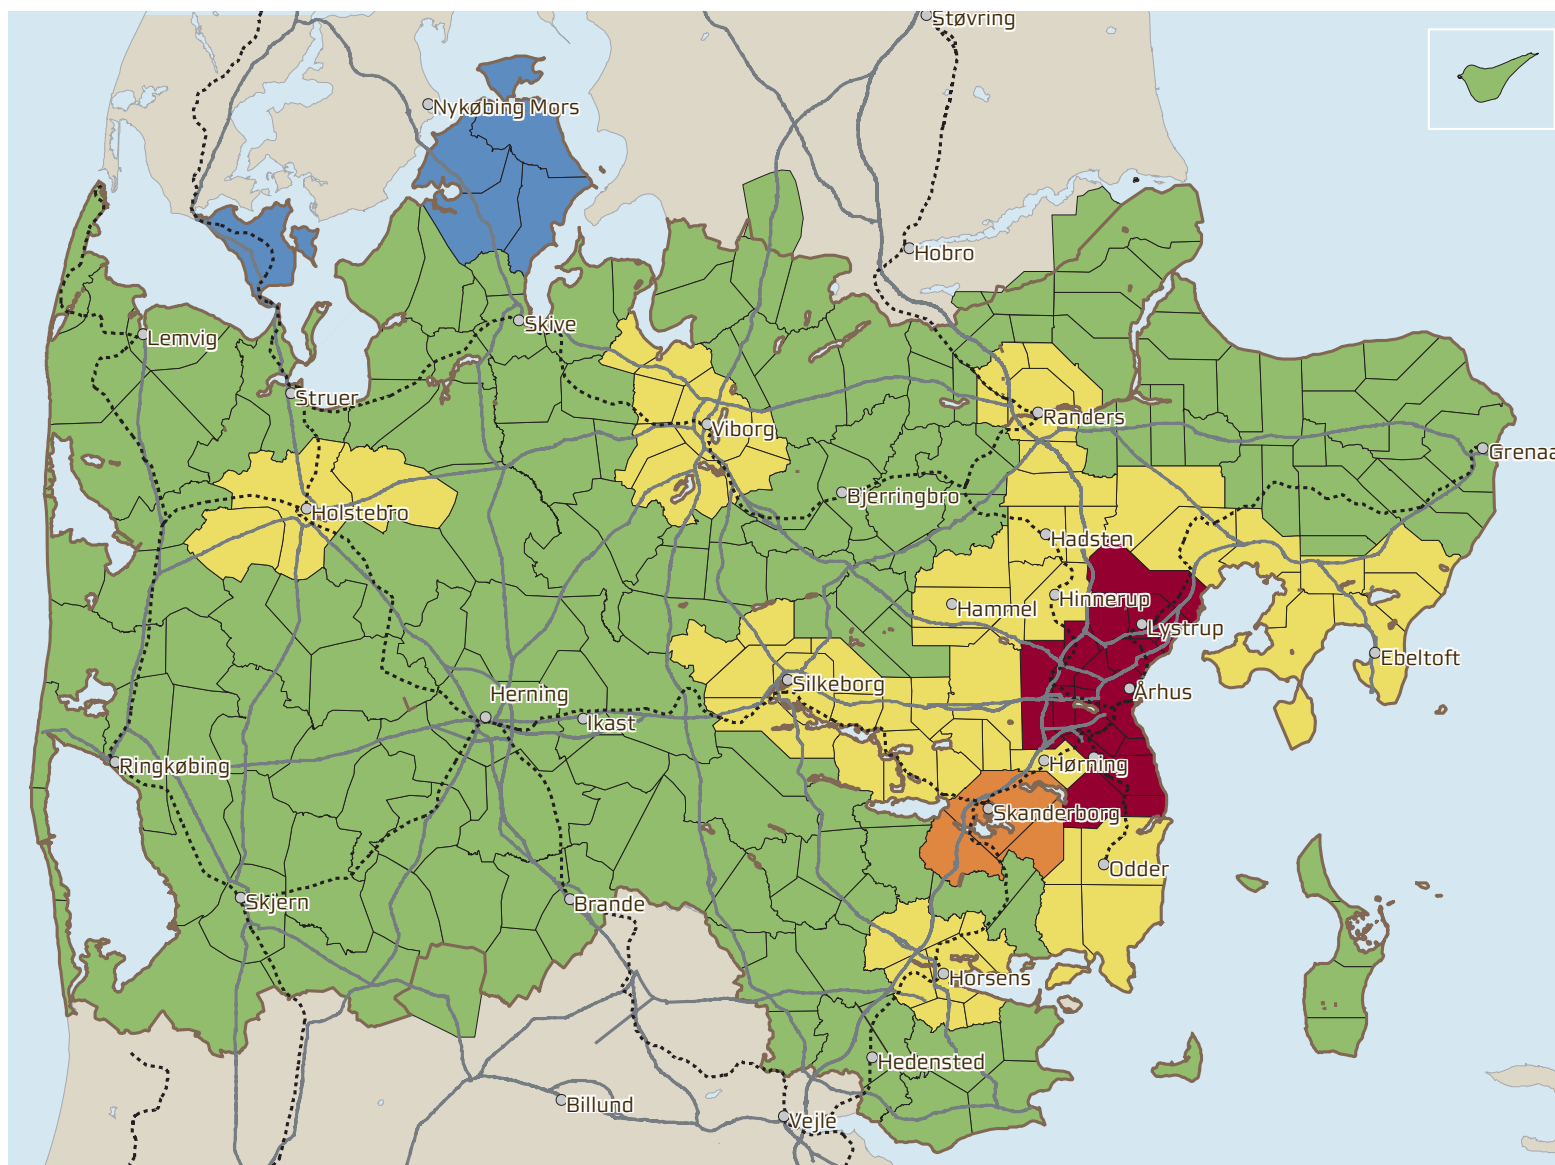 Støvring
Nykøbing Mors
Hobro
Skive
Lemvig
Struer
Randers
Viborg
Grenaa
Bjerringbro
Holstebro
Hadsten
Hinnerup
Hammel
Lystrup
Ebeltoft
Silkeborg
Århus
Herning
Ikast
Ringkøbing
Hørning
Skanderborg
Odder
Skjern
Brande
Horsens
Hedensted
Billund
Vejle